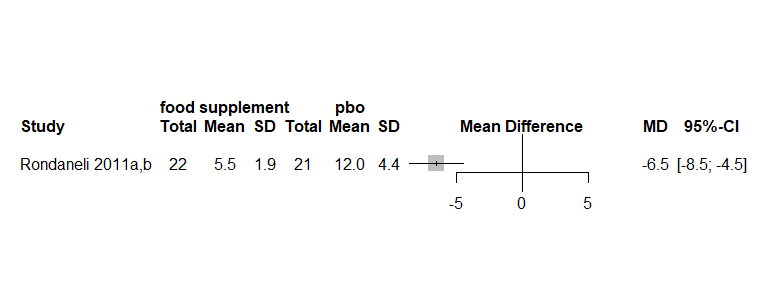 food supplement pbo
Study Total Mean SD Total Mean SD Mean Difference MD 95%-CI
Rondaneli 2011a,b 22 5.5 1.9 21 12.0 4.4 -6.5 [-8.5; -4.5]
-5 0 5